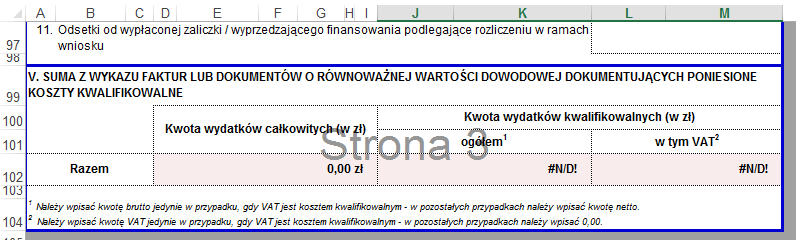 A B C D E F G H I J K L M
97 11. Odsetki od wypłaconej zaliczki / wyprzedzającego finansowania podlegające rozliczeniu w ramach
wniosku
98
V. SUMA Z WYKAZU FAKTUR LUB DOKUMENTÓW O RÓWNOWAŻNEJ WARTOŚCI DOWODOWEJ DOKUMENTUJĄCYCH PONIESIONE
99 KOSZTY KWALIFIKOWALNE
100 Kwota wydatków całkowitych (w zł) Kwota wydatków kwalifikowalnych (w zł)
101 ogółem¹ w tym VAT²
Strona 3
102 Razem 0,00 zł #N/D! #N/D!
103
¹ Należy wpisać kwotę brutto jedynie w przypadku, gdy VAT jest kosztem kwalifikowalnym - w pozostałych przypadkach należy wpisać kwotę netto.
104 ² Należy wpisać kwotę VAT jedynie w przypadku, gdy VAT jest kosztem kwalifikowalnym - w pozostałych przypadkach należy wpisać 0,00.